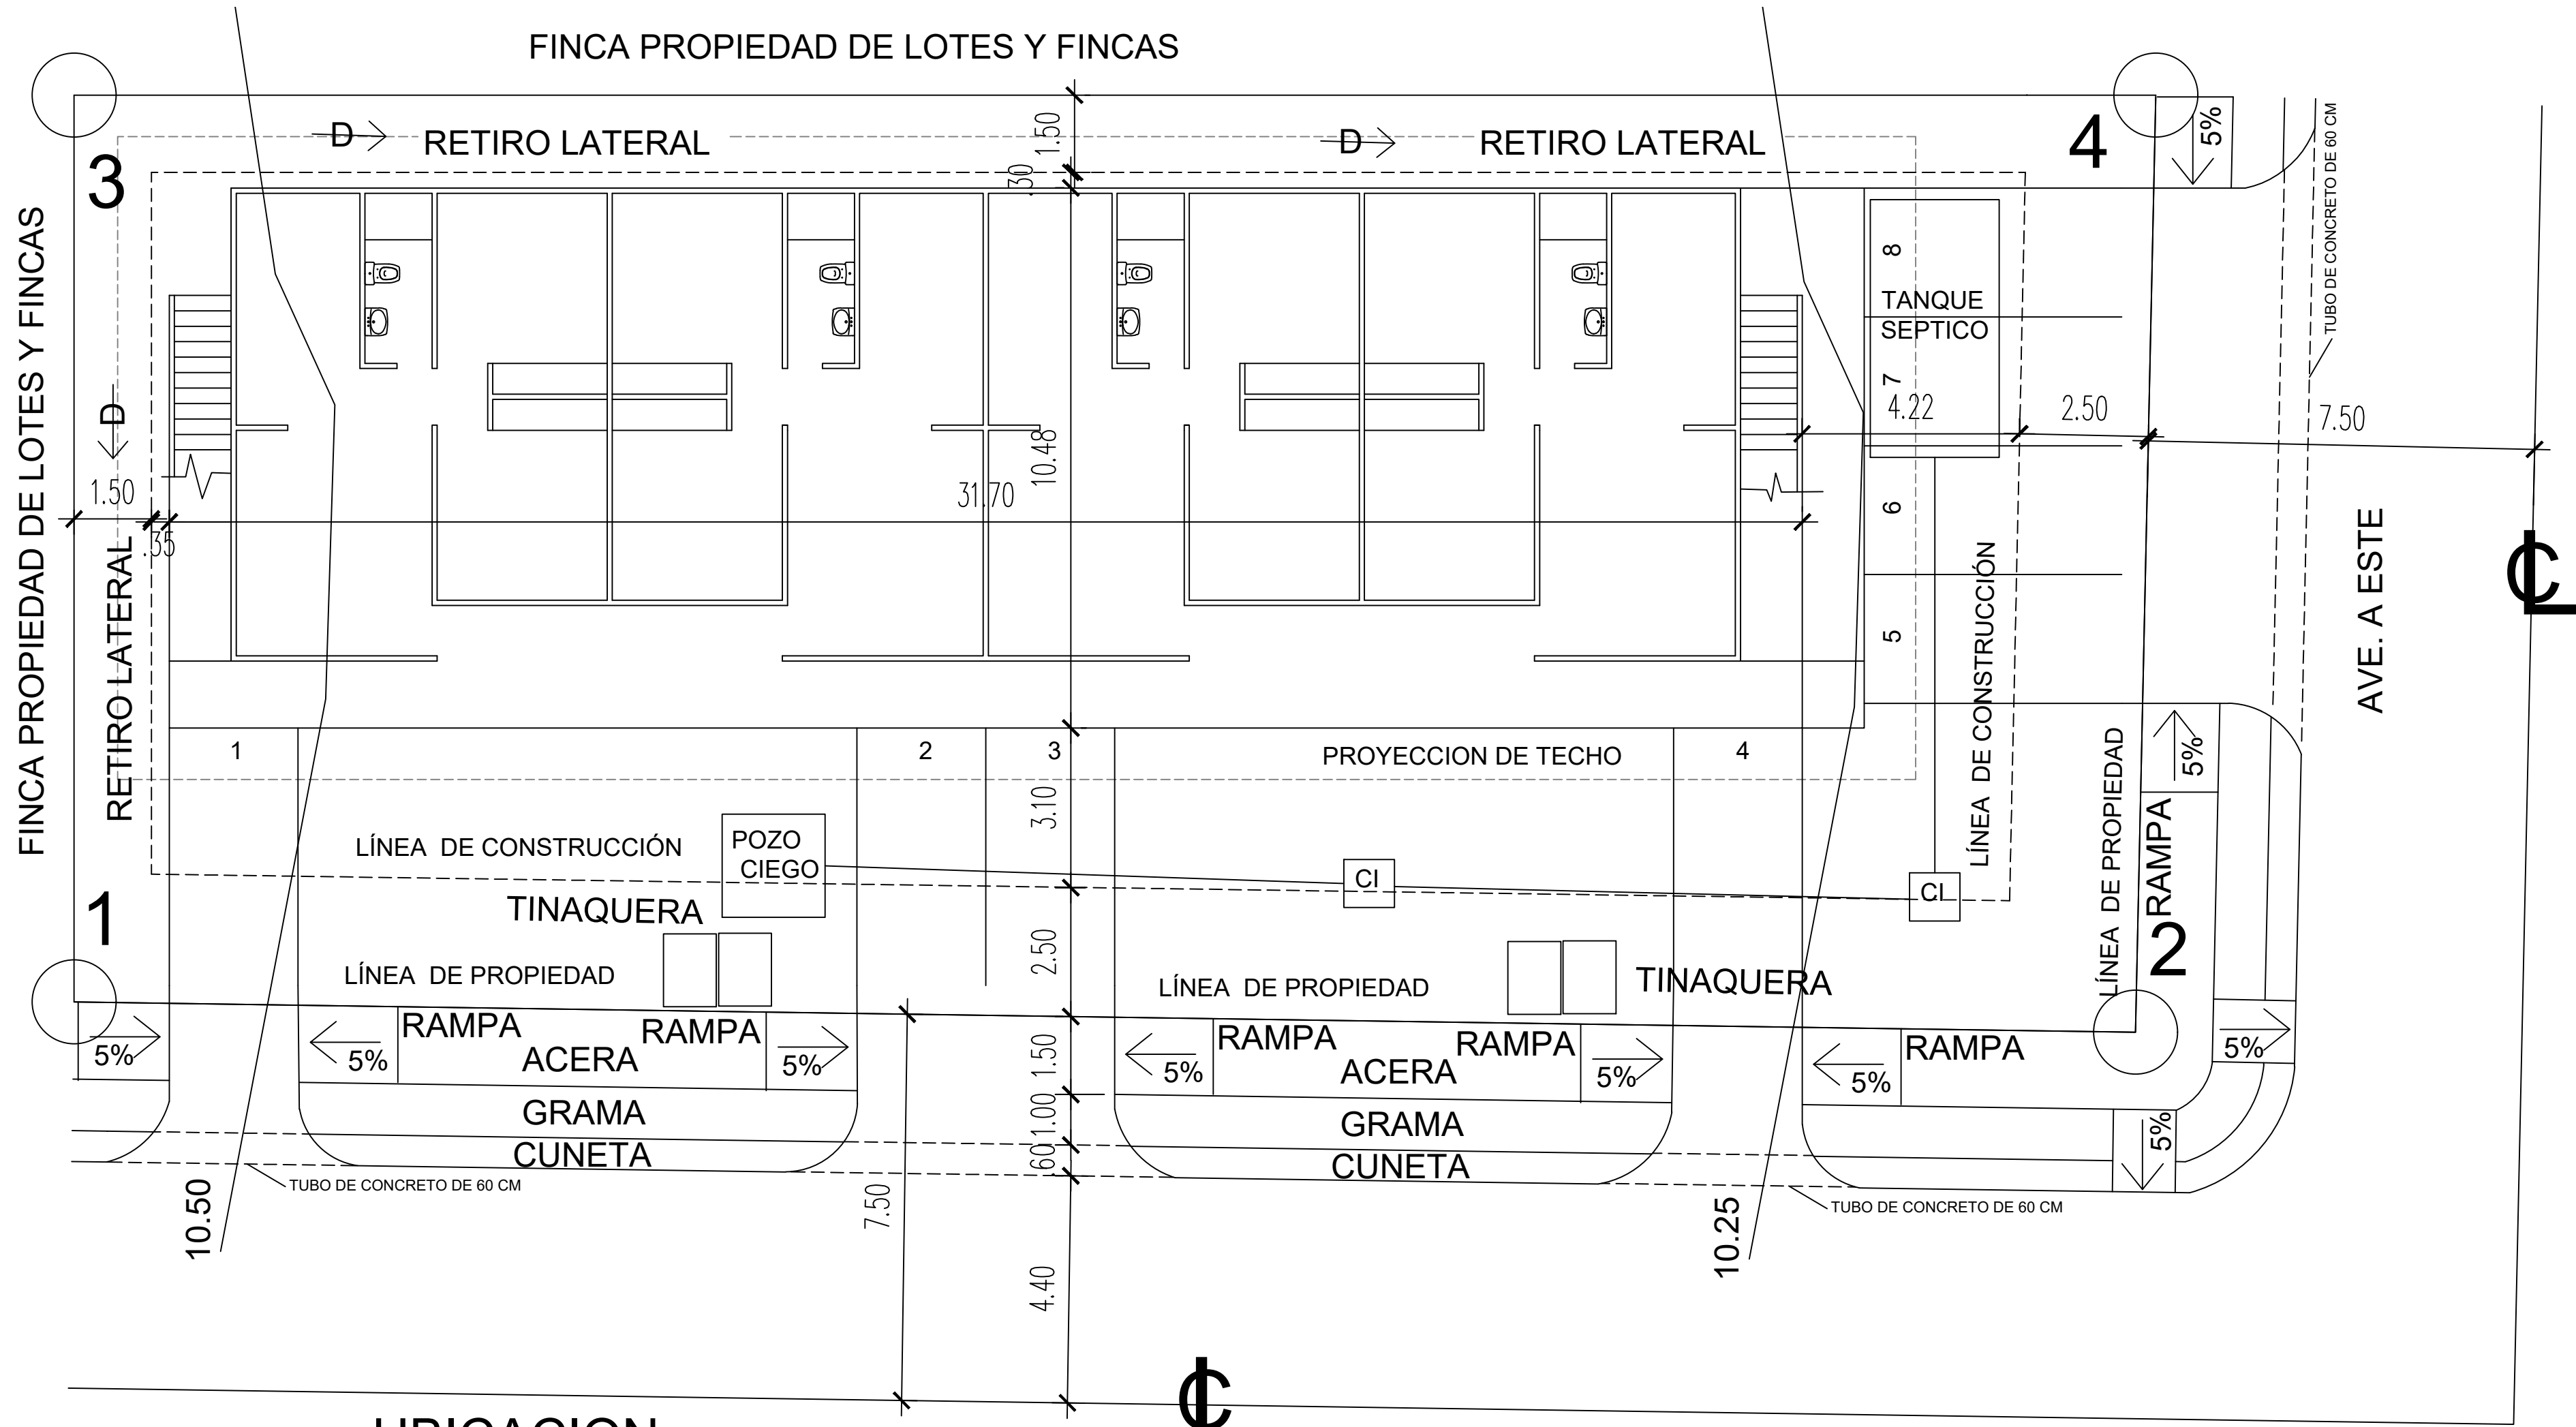 FINCA PROPIEDAD DE LOTES Y FINCAS
D
RETIRO LATERAL
1.50
D
RETIRO LATERAL
4
5%
TUBO DE CONCRETO DE 60 CM
3
.30
FINCA PROPIEDAD DE LOTES Y FINCAS
8
TANQUE
SEPTICO
7
D
4.22
2.50
7.50
1.50
10.48
31.70
6
.35
RETIRO LATERAL
LÍNEA DE CONSTRUCCIÓN
AVE. A ESTE
℄
5
1
2
3
PROYECCION DE TECHO
4
5%
LÍNEA DE PROPIEDAD
RAMPA
3.10
LÍNEA DE CONSTRUCCIÓN
POZO
CIEGO
CI
CI
1
TINAQUERA
2.50
2
LÍNEA DE PROPIEDAD
LÍNEA DE PROPIEDAD
TINAQUERA
5%
RAMPA
5%
ACERA
RAMPA
5%
1.50
RAMPA
5%
ACERA
RAMPA
5%
RAMPA
5%
5%
GRAMA
1.00
GRAMA
5%
CUNETA
.60
CUNETA
TUBO DE CONCRETO DE 60 CM
TUBO DE CONCRETO DE 60 CM
10.50
7.50
10.25
4.40
℄
UBICACION